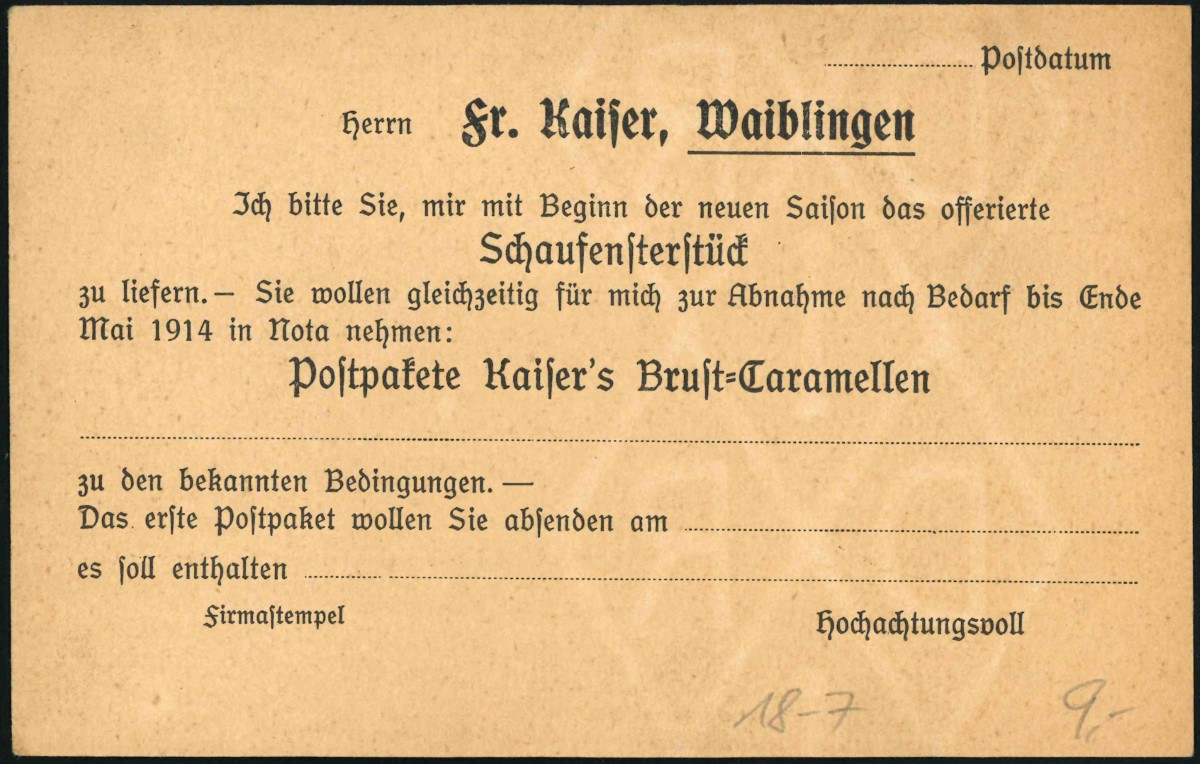 Postdatum
Herrn Fr. Kaiser, Waiblingen
Ich bitte Sie, mir mit Beginn der neuen Saison das offerierte
Schaufensterstück
zu liefern. — Sie wollen gleichzeitig für mich zur Abnahme nach Bedarf bis Ende
Mai 1914 in Nota nehmen:
Postpakete Kaiser's Brust=Caramellen
zu den bekannten Bedingungen. —
Das erste Postpaket wollen Sie absenden am
es soll enthalten
Firmastempel Hochachtungsvoll
18-7 9,-